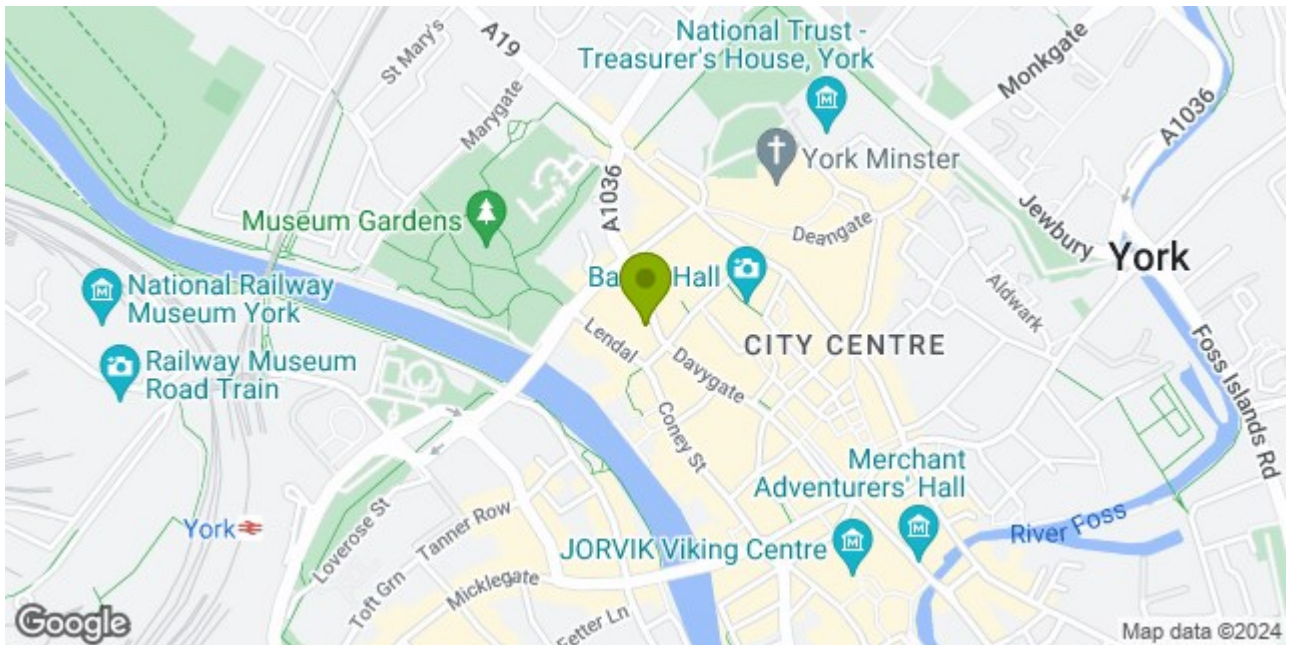 St Mary's
A19
National Trust -
Treasurer's House, York
Monkgate
A1036
Marygate
York Minster
A1036
Museum Gardens
Deangate
Jewbury
York
Hall
National Railway
Museum York
Aldwark
Lendal
CITY CENTRE
Railway Museum
Road Train
Davygate
Foss Islands Rd
Coney St
Merchant
Adventurers' Hall
York
Loverose St
Tanner Row
River Foss
JORVIK Viking Centre
Toft Grn
Micklegate
Fetter Ln
Google
Map data ©2024